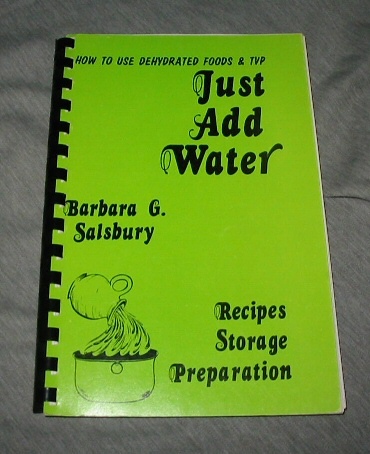 HOW TO USE DEHYDRATED FOODS & TVP
Just
Add
Water
Barbara G.
Salsbury
Recipes
Storage
Preparation